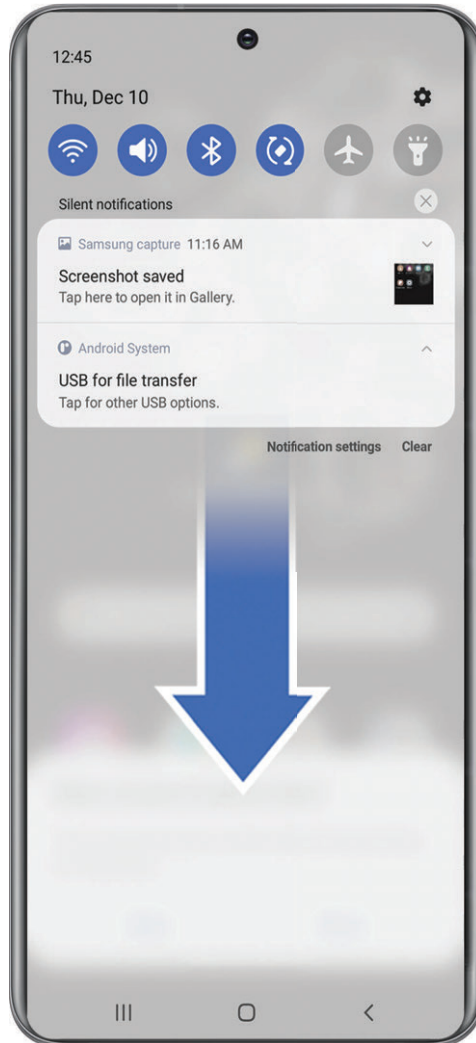 12:45
Thu, Dec 10
Silent notifications
Samsung capture 11:16 AM
Screenshot saved
Tap here to open it in Gallery.
Android System
USB for file transfer
Tap for other USB options.
Notification settings Clear